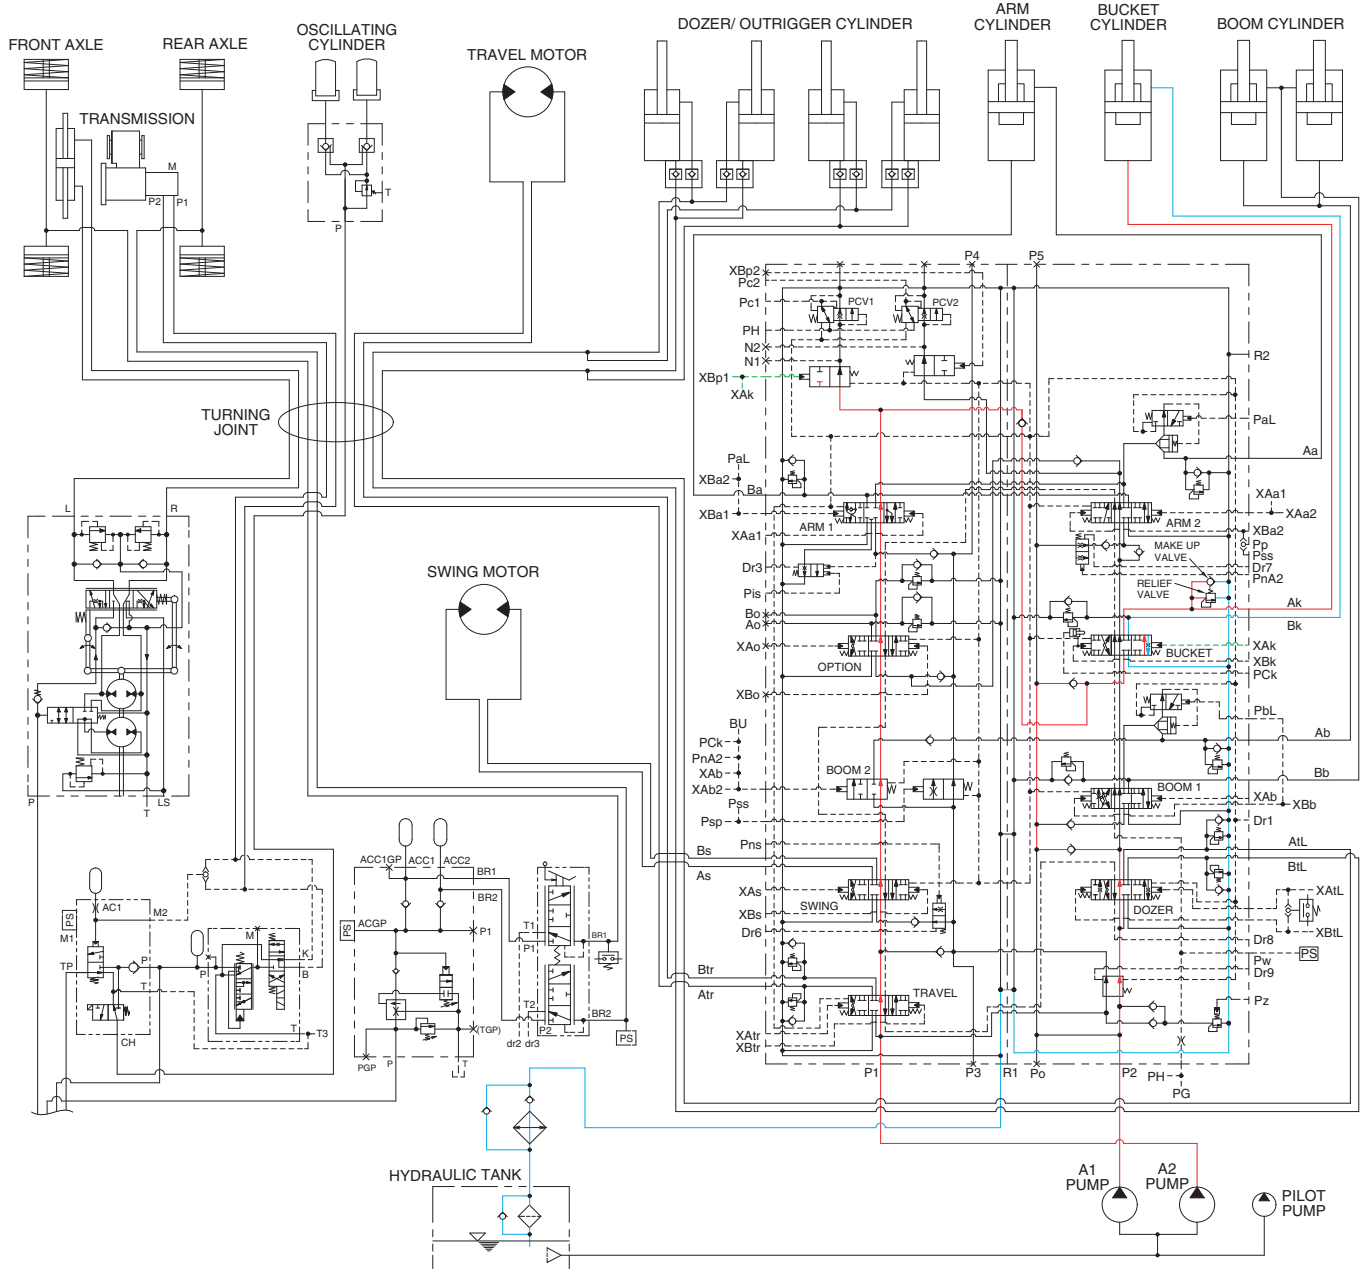 FRONT AXLE
REAR AXLE
OSCILLATING
CYLINDER
TRAVEL MOTOR
DOZER/ OUTRIGGER CYLINDER
ARM
CYLINDER
BUCKET
CYLINDER
BOOM CYLINDER
TRANSMISSION
M
P2
P1
T
P
TURNING
JOINT
SWING MOTOR
L
R
P
T
LS
XBp2
Pc2
Pc1
PH
N2
N1
XBp1
XAk
P4
P5
PCV1
PCV2
R2
PaL
Aa
PaL
XBa2
Ba
XBa1
XAa1
ARM 1
Dr3
Pis
Bo
Ao
XAo
OPTION
XBo
XAa1
XAa2
ARM 2
XBa2
Pp
Pss
Dr7
PnA2
MAKE UP
VALVE
RELIEF
VALVE
Ak
Bk
BUCKET
XAk
XBk
PCk
PbL
Ab
Bb
BU
PCk
PnA2
XAb
XAb2
BOOM 2
Pss
Psp
BOOM 1
XAb
XBb
Dr1
Pns
Bs
As
XAs
XBs
Dr6
SWING
AtL
BtL
DOZER
XAtL
XBtL
Dr8
PS
Pw
Dr9
Pz
Btr
Atr
XAtr
XBtr
TRAVEL
P1
P3
R1
Po
P2
PH
PG
AC1
PS
M1
M2
TP
P
T
CH
M
P
K
B
T
T3
ACC1GP
ACC1
ACC2
BR1
BR2
PS
ACGP
P1
(TGP)
PGP
P
T
T1
P1
BR1
T2
P2
BR2
dr2
dr3
PS
HYDRAULIC TANK
A1
PUMP
A2
PUMP
PILOT
PUMP